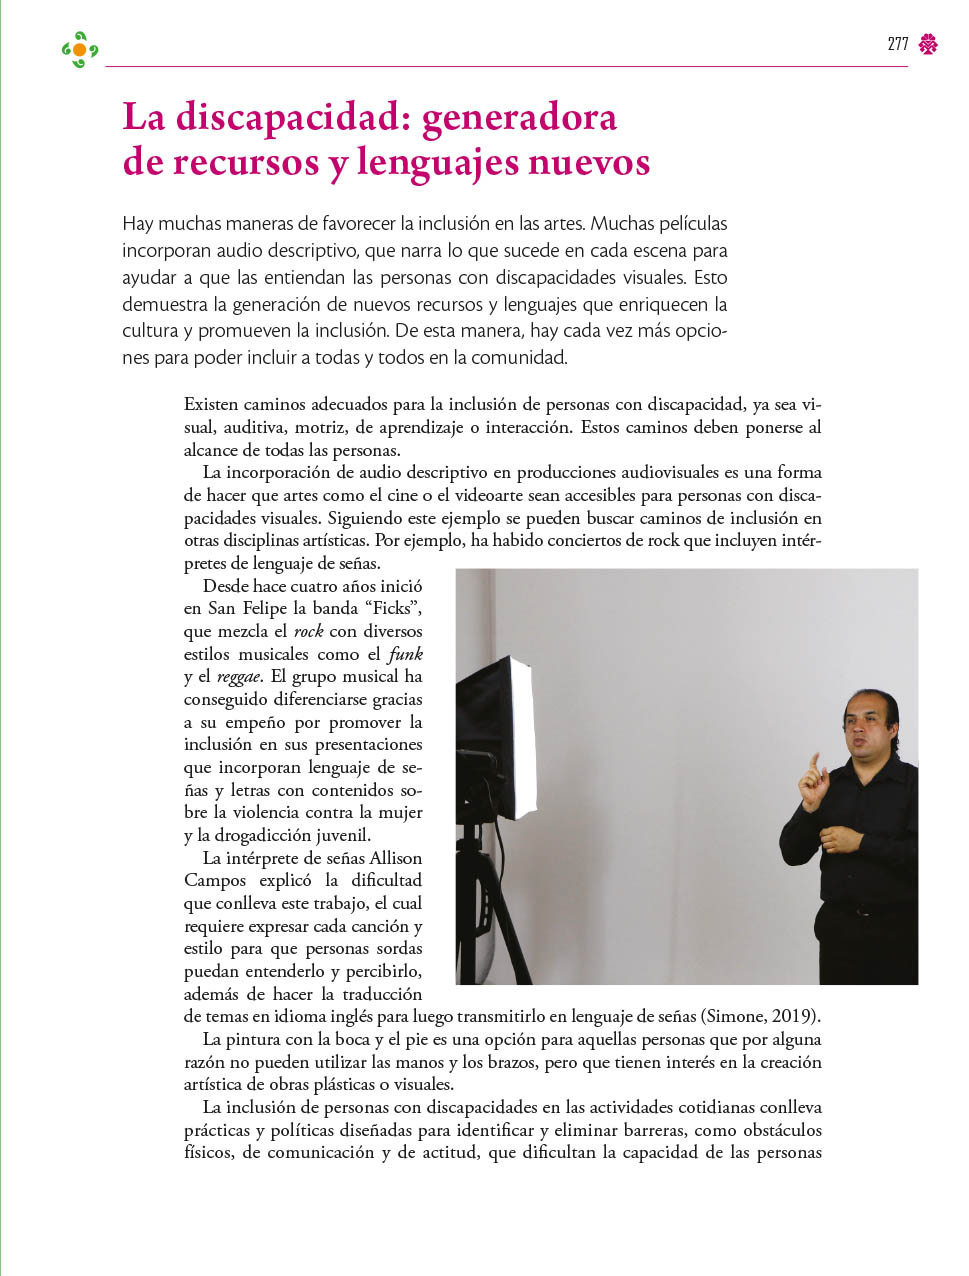 277
La discapacidad: generadora
de recursos y lenguajes nuevos
Hay muchas maneras de favorecer la inclusión en las artes. Muchas películas
incorporan audio descriptivo, que narra lo que sucede en cada escena para
ayudar a que las entiendan las personas con discapacidades visuales. Esto
demuestra la generación de nuevos recursos y lenguajes que enriquecen la
cultura y promueven la inclusión. De esta manera, hay cada vez más opcio-
nes para poder incluir a todas y todos en la comunidad.
Existen caminos adecuados para la inclusión de personas con discapacidad, ya sea vi-
sual, auditiva, motriz, de aprendizaje o interacción. Estos caminos deben ponerse al
alcance de todas las personas.
La incorporación de audio descriptivo en producciones audiovisuales es una forma
de hacer que artes como el cine o el videoarte sean accesibles para personas con disca-
pacidades visuales. Siguiendo este ejemplo se pueden buscar caminos de inclusión en
otras disciplinas artísticas. Por ejemplo, ha habido conciertos de rock que incluyen intér-
pretes de lenguaje de señas.
Desde hace cuatro años inició
en San Felipe la banda “Ficks”,
que mezcla el rock con diversos
estilos musicales como el funk
y el reggae. El grupo musical ha
conseguido diferenciarse gracias
a su empeño por promover la
inclusión en sus presentaciones
que incorporan lenguaje de se-
ñas y letras con contenidos so-
bre la violencia contra la mujer
y la drogadicción juvenil.
La intérprete de señas Allison
Campos explicó la dificultad
que conlleva este trabajo, el cual
requiere expresar cada canción y
estilo para que personas sordas
puedan entenderlo y percibirlo,
además de hacer la traducción
de temas en idioma inglés para luego transmitirlo en lenguaje de señas (Simone, 2019).
La pintura con la boca y el pie es una opción para aquellas personas que por alguna
razón no pueden utilizar las manos y los brazos, pero que tienen interés en la creación
artística de obras plásticas o visuales.
La inclusión de personas con discapacidades en las actividades cotidianas conlleva
prácticas y políticas diseñadas para identificar y eliminar barreras, como obstáculos
físicos, de comunicación y de actitud, que dificultan la capacidad de las personas